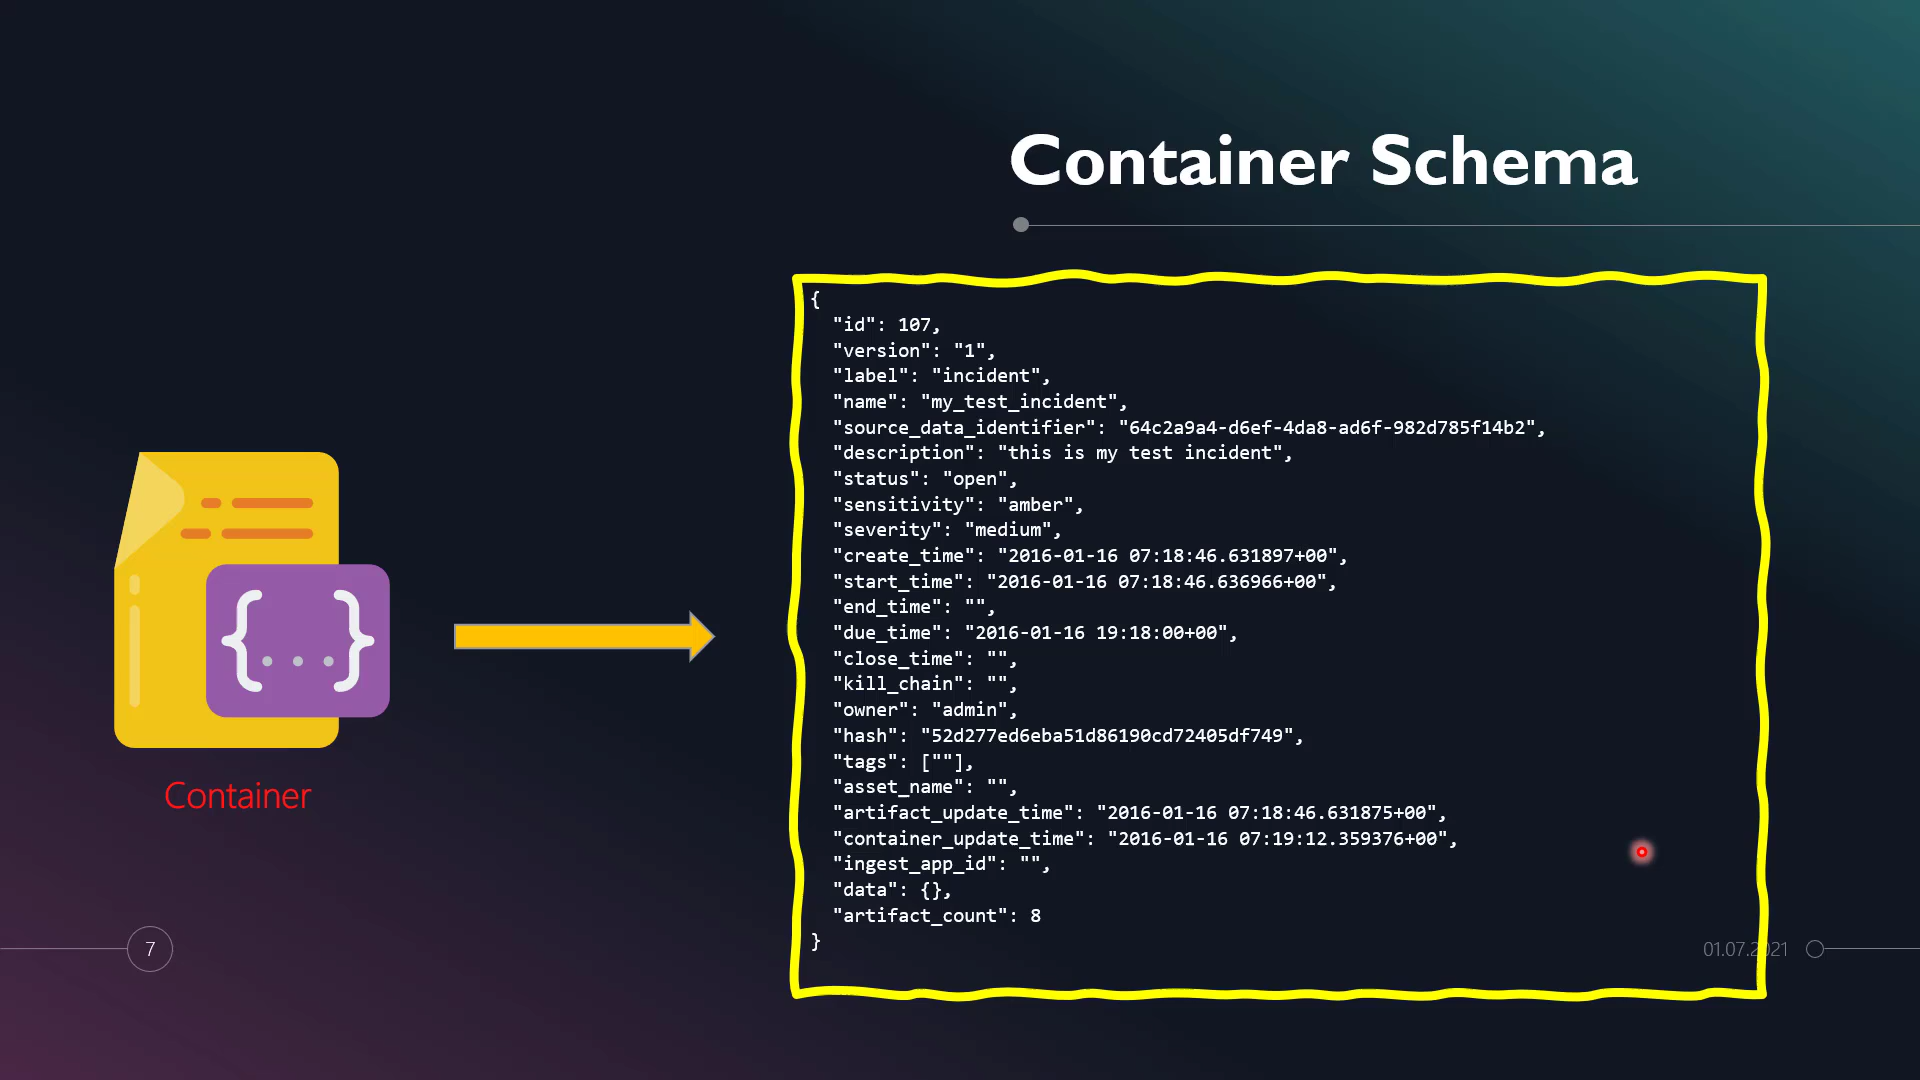 Container Schema
{
"id": 107,
"version": "1",
"label": "incident",
"name": "my_test_incident",
"source_data_identifier": "64c2a9a4-d6ef-4da8-ad6f-982d785f14b2",
"description": "this is my test incident",
"status": "open",
"sensitivity": "amber",
"severity": "medium",
"create_time": "2016-01-16 07:18:46.631897+00",
"start_time": "2016-01-16 07:18:46.636966+00",
"end_time": "",
"due_time": "2016-01-16 19:18:00+00",
"close_time": "",
"kill_chain": "",
"owner": "admin",
"hash": "52d277ed6eba51d86190cd72405df749",
"tags": [""],
"asset_name": "",
"artifact_update_time": "2016-01-16 07:18:46.631875+00",
"container_update_time": "2016-01-16 07:19:12.359376+00",
"ingest_app_id": "",
"data": {},
"artifact_count": 8
}
{...}
Container
7
01.07.2021